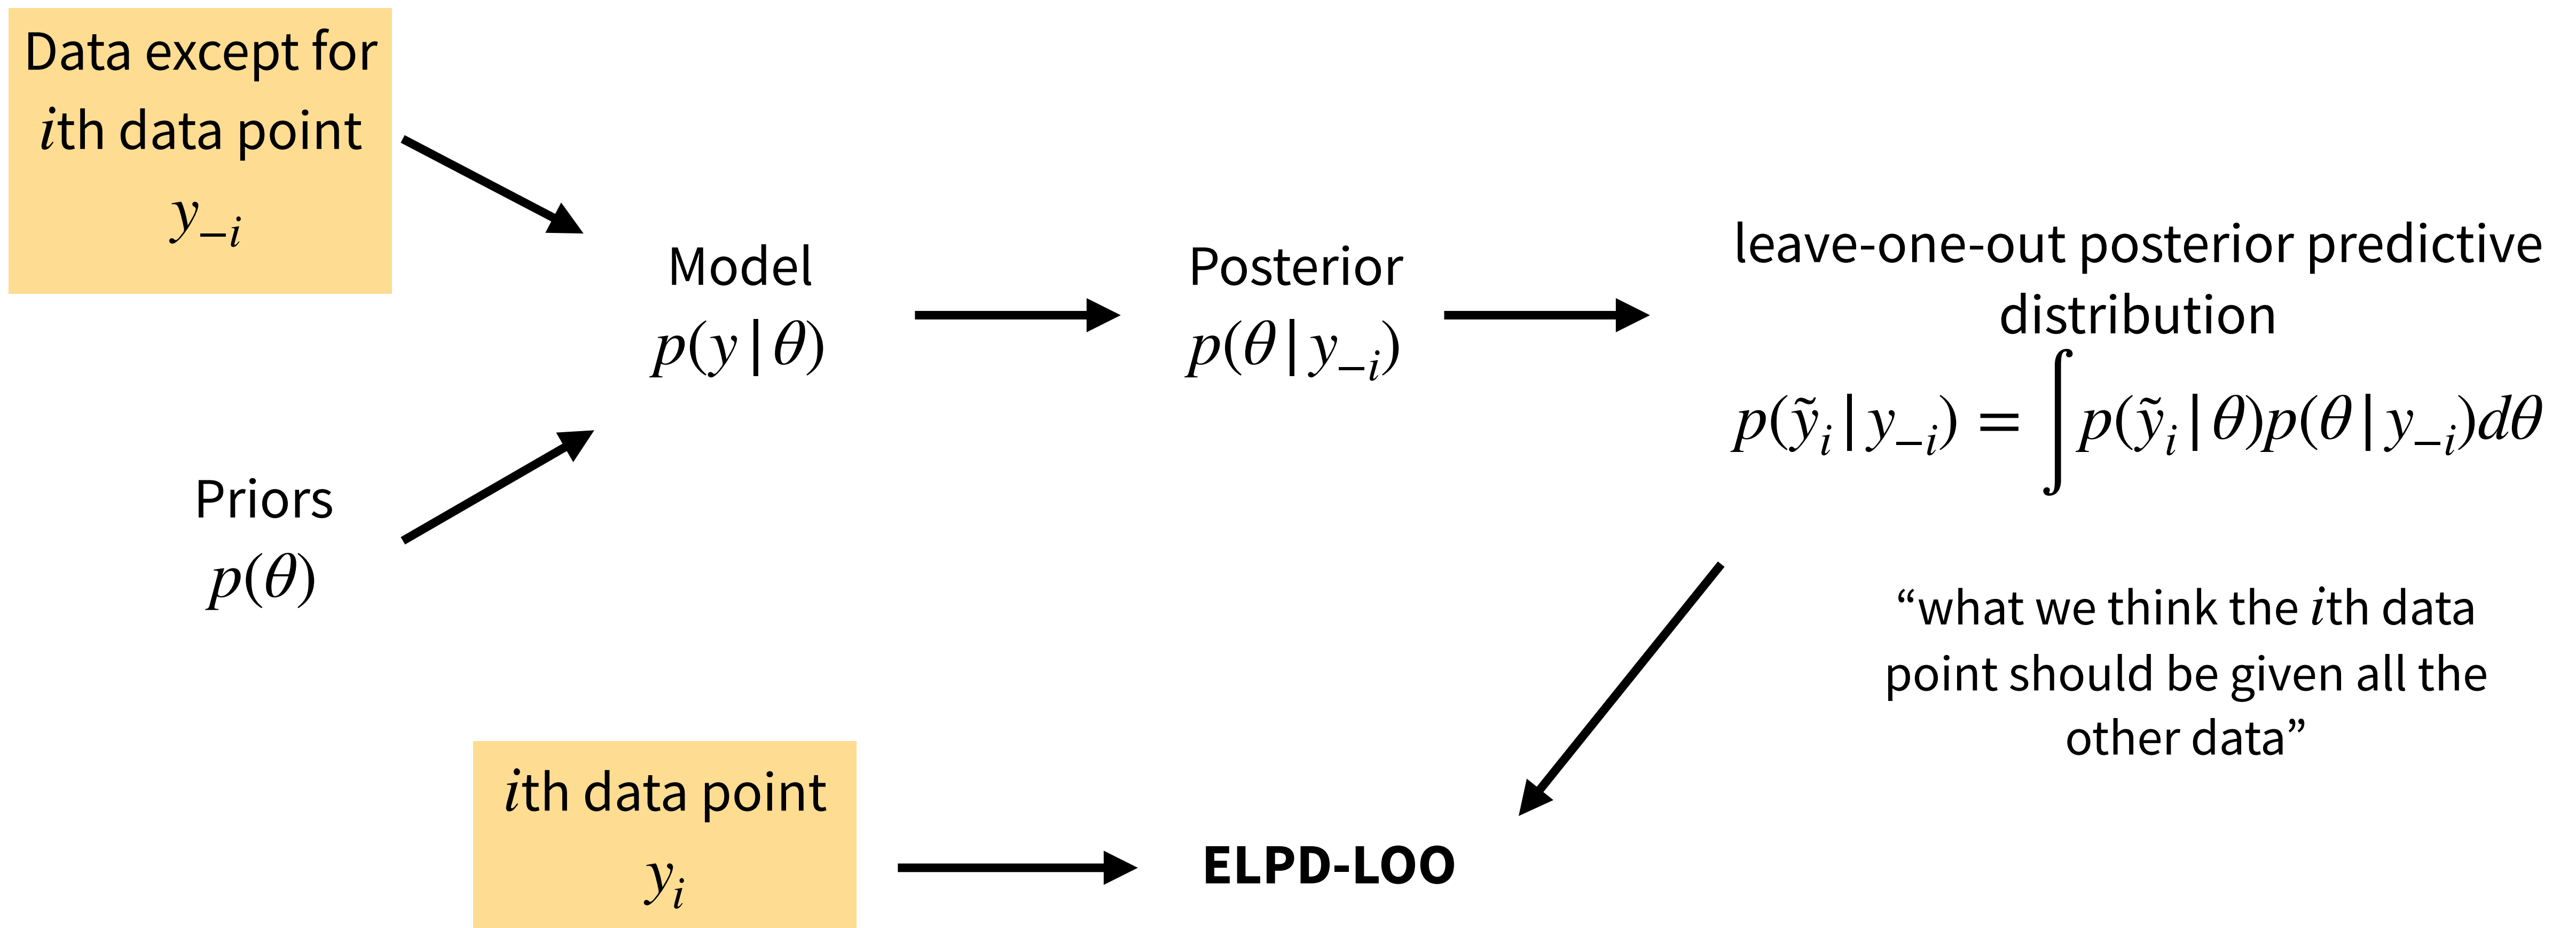 Data except for
ith data point
y₋ᵢ
Model
p(y|θ)
Priors
p(θ)
Posterior
p(θ|y₋ᵢ)
leave-one-out posterior predictive
distribution
p(ỹᵢ|y₋ᵢ) = ∫p(ỹᵢ|θ)p(θ|y₋ᵢ)dθ
“what we think the ith data
point should be given all the
other data”
ith data point
yᵢ
ELPD-LOO